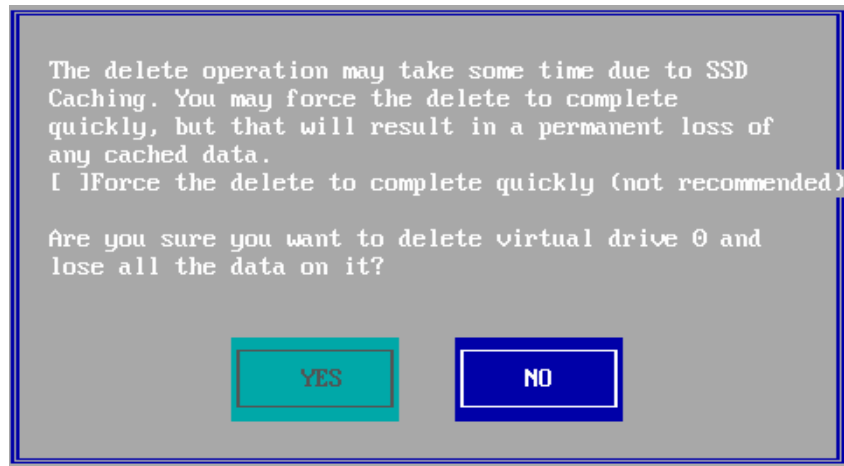 The delete operation may take some time due to SSD
Caching. You may force the delete to complete
quickly, but that will result in a permanent loss of
any cached data.
[ ]Force the delete to complete quickly (not recommended)
Are you sure you want to delete virtual drive 0 and
lose all the data on it?
YES
NO